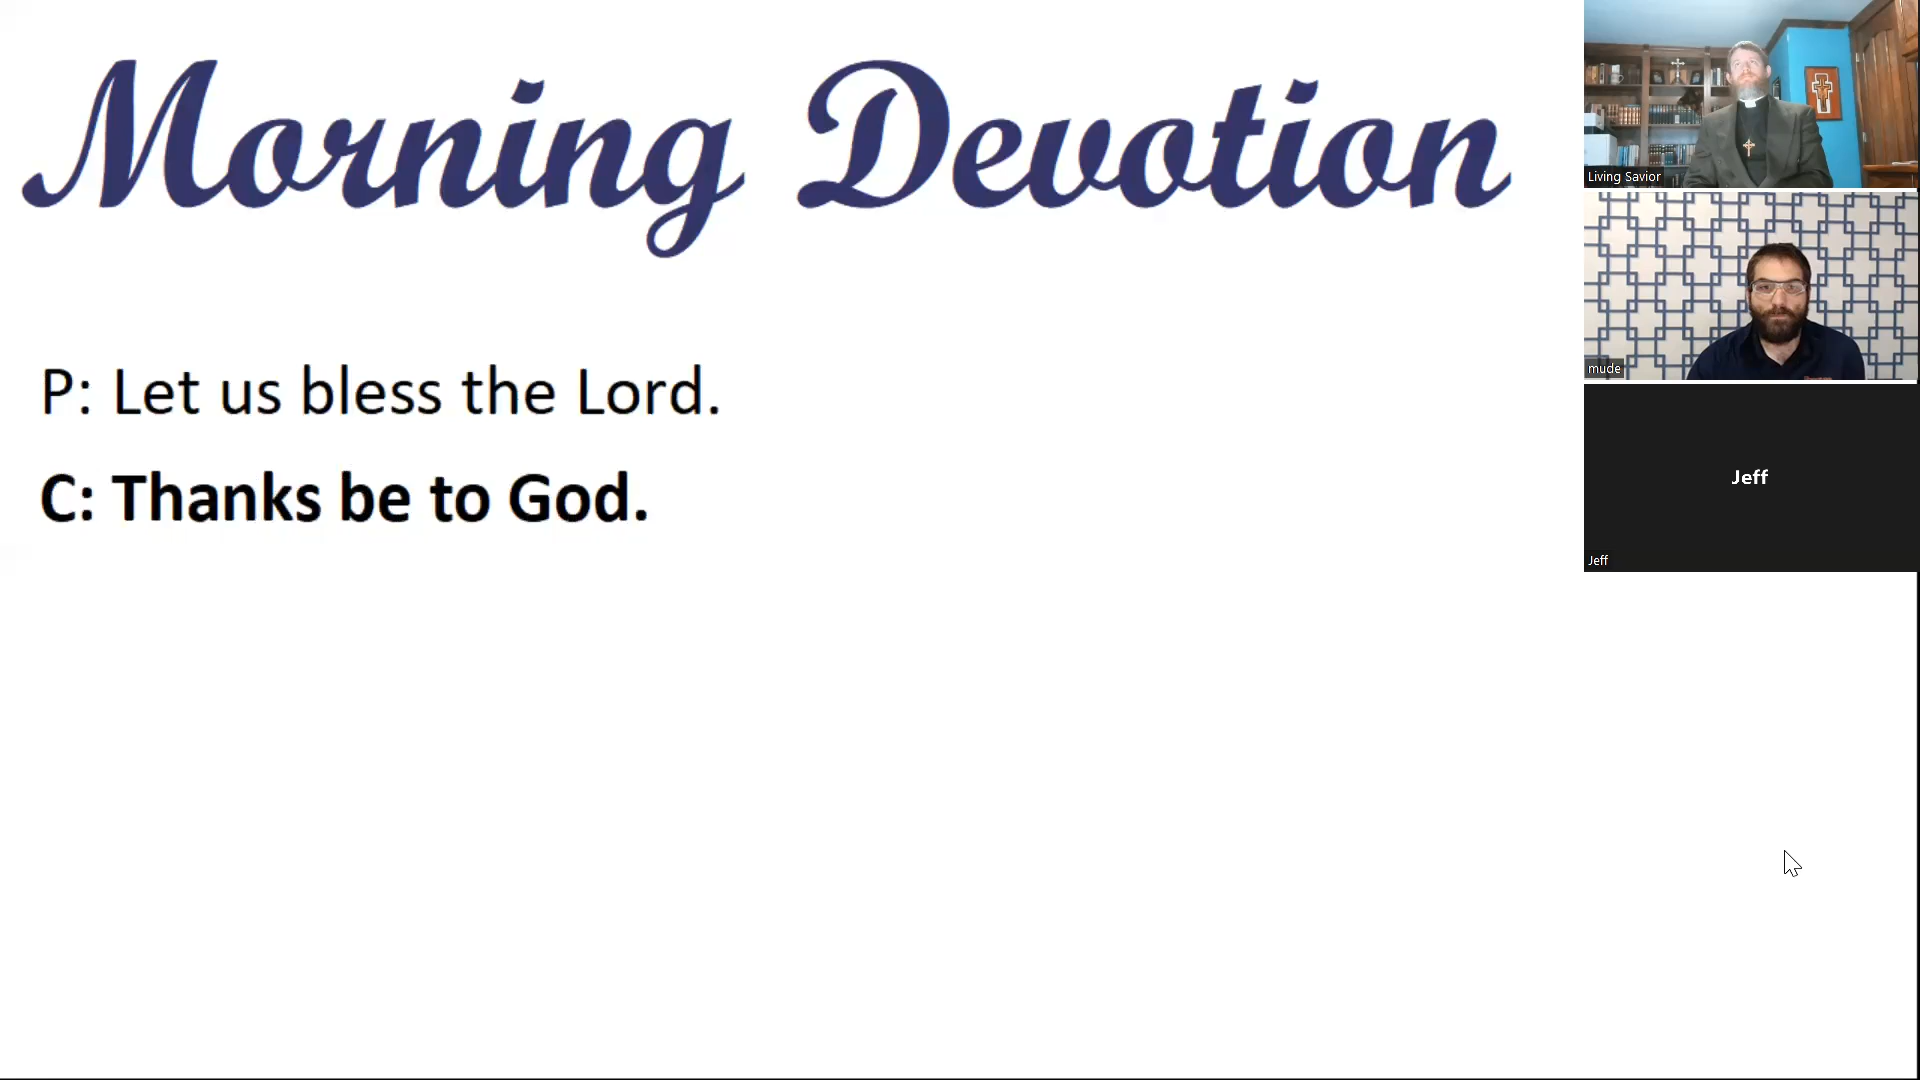 Morning Devotion
P: Let us bless the Lord.
C: Thanks be to God.
Living Savior
mude
Jeff
Jeff